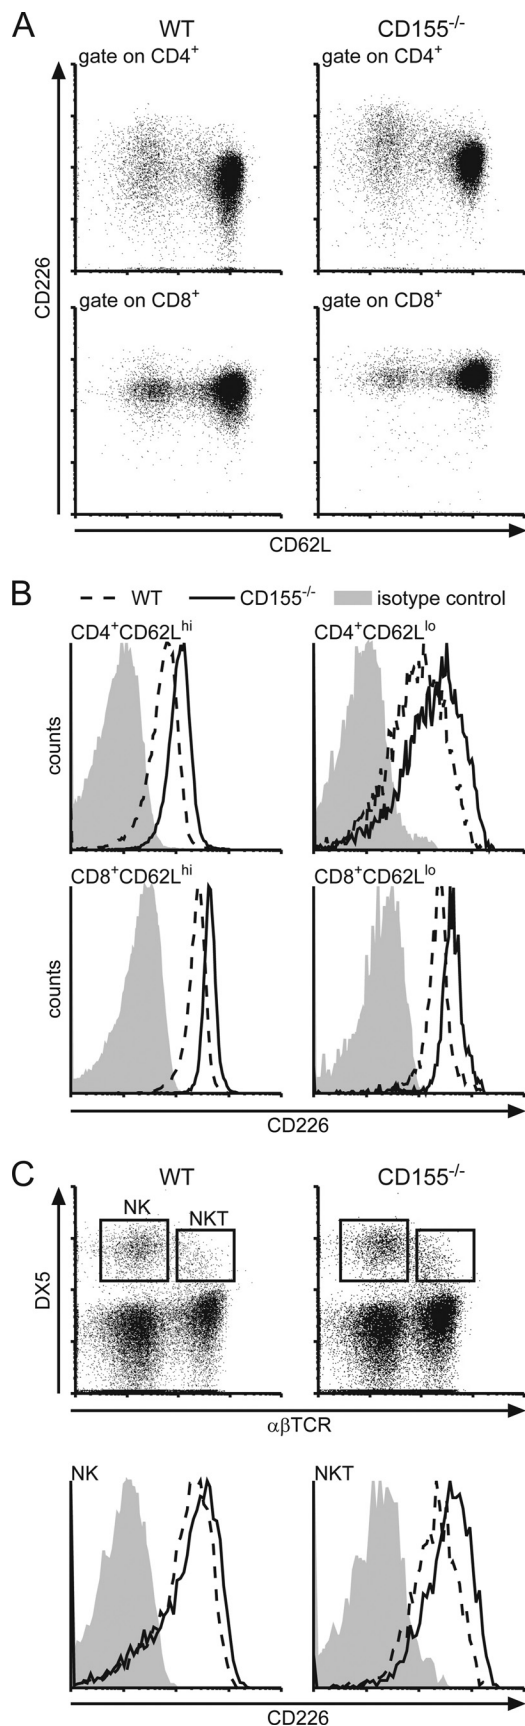 A
WT CD155-/-
gate on CD4+ gate on CD4+
CD226
gate on CD8+ gate on CD8+
CD62L
B
WT CD155-/- isotype control
CD4+CD62Lhi CD4+CD62Llo
counts
CD8+CD62Lhi CD8+CD62Llo
counts
CD226
C
WT CD155-/-
NK NKT
DX5
αβTCR
NK NKT
CD226